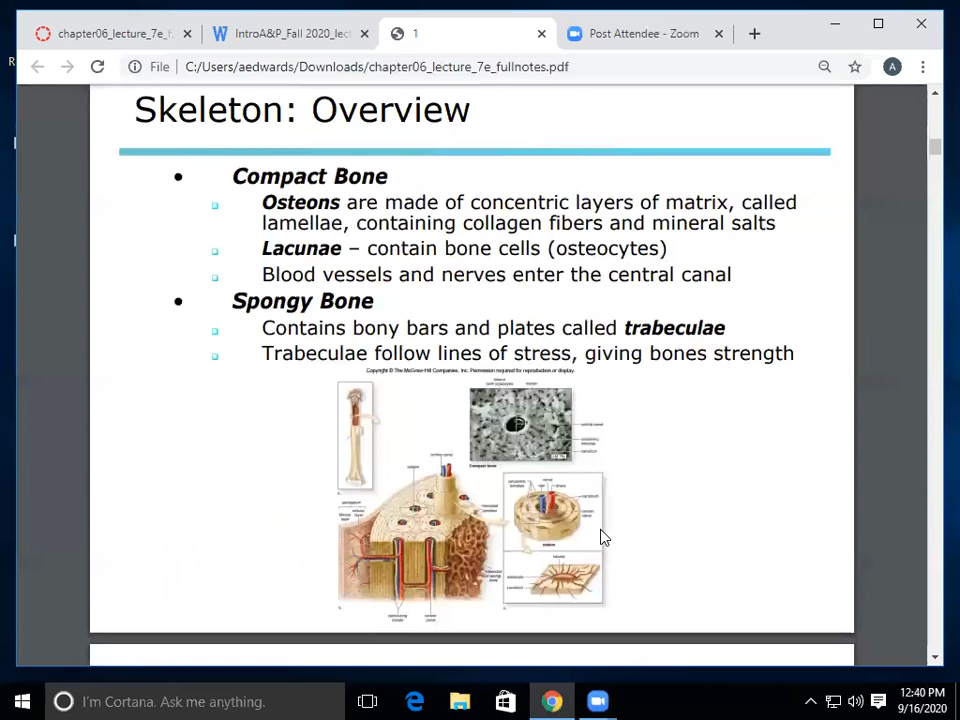 chapter06_lecture_7e_f
IntroA&P_Fall 2020_lec
1
Post Attendee - Zoom
File
C:/Users/aedwards/Downloads/chapter06_lecture_7e_fullnotes.pdf
A
R
Skeleton: Overview
Compact Bone
Osteons are made of concentric layers of matrix, called
lamellae, containing collagen fibers and mineral salts
Lacunae – contain bone cells (osteocytes)
Blood vessels and nerves enter the central canal
Spongy Bone
Contains bony bars and plates called trabeculae
Trabeculae follow lines of stress, giving bones strength
Copyright © The McGraw-Hill Companies, Inc. Permission required for reproduction or display.
Compact bone
I'm Cortana. Ask me anything.
12:40 PM
9/16/2020